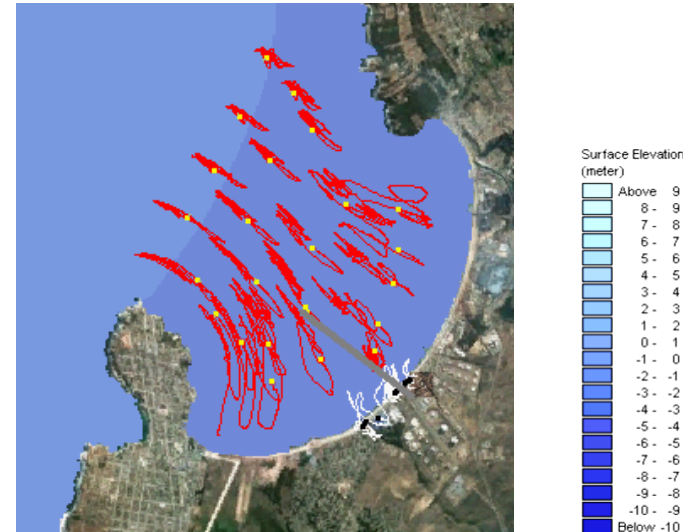 Surface Elevation
(meter)
Above 9
8 - 9
7 - 8
6 - 7
5 - 6
4 - 5
3 - 4
2 - 3
1 - 2
0 - 1
-1 - 0
-2 - -1
-3 - -2
-4 - -3
-5 - -4
-6 - -5
-7 - -6
-8 - -7
-9 - -8
-10 - -9
Below -10